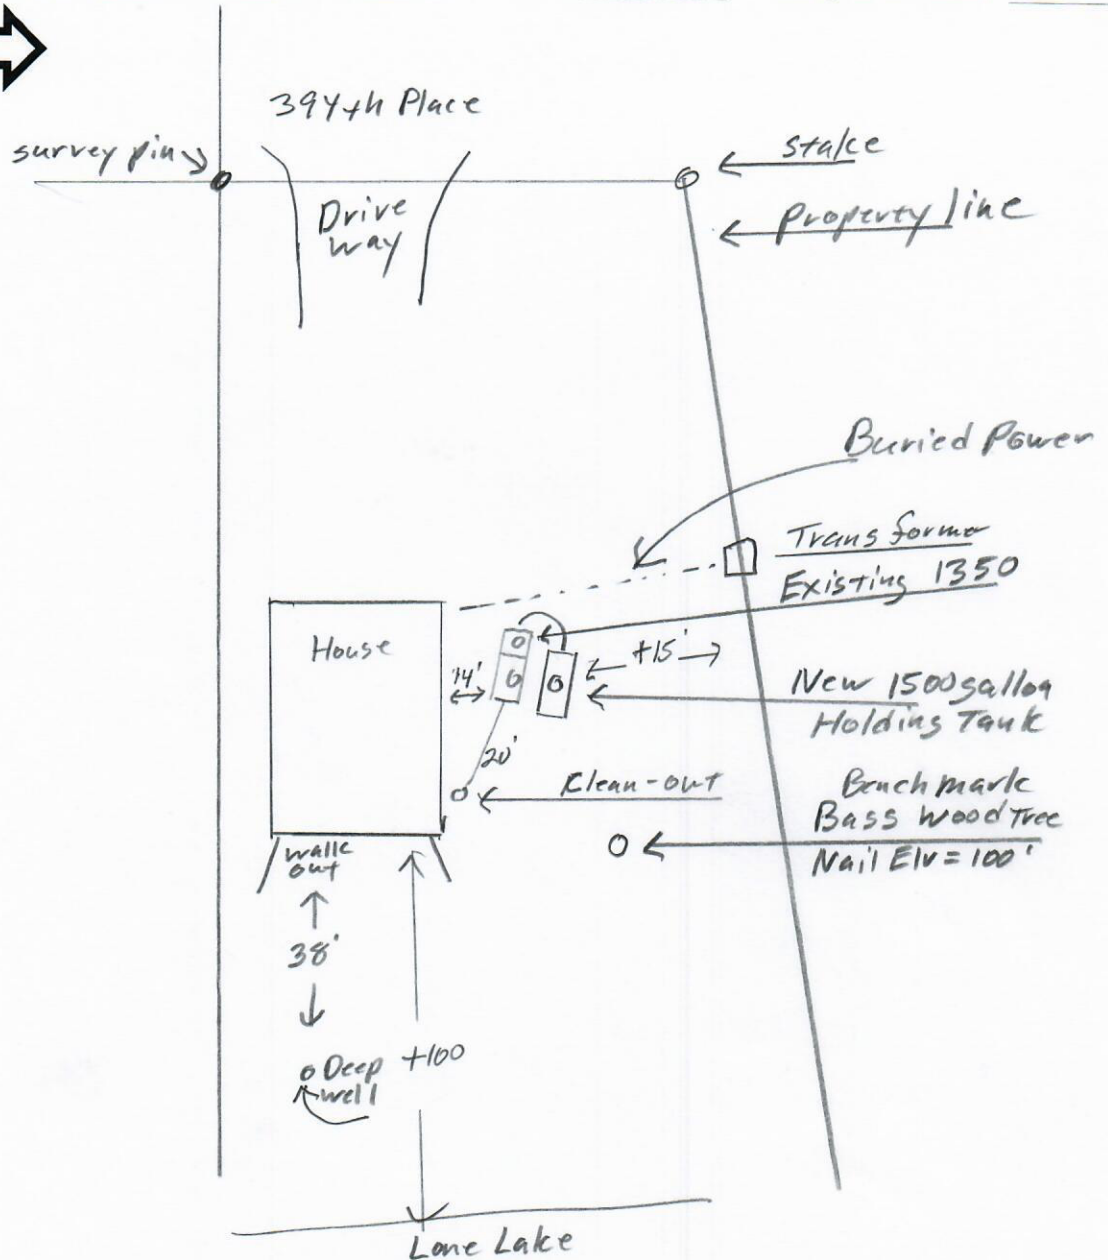 394th Place
survey pin
stake
Drive
way
Property line
Buried Power
Transforme
Existing 1350
House
+15'
14'
New 1500 gallon
Holding Tank
20'
Clean-out
Bench mark
Bass Wood Tree
Nail Elv = 100'
walk
out
38'
+100
Deep
well
Lone Lake